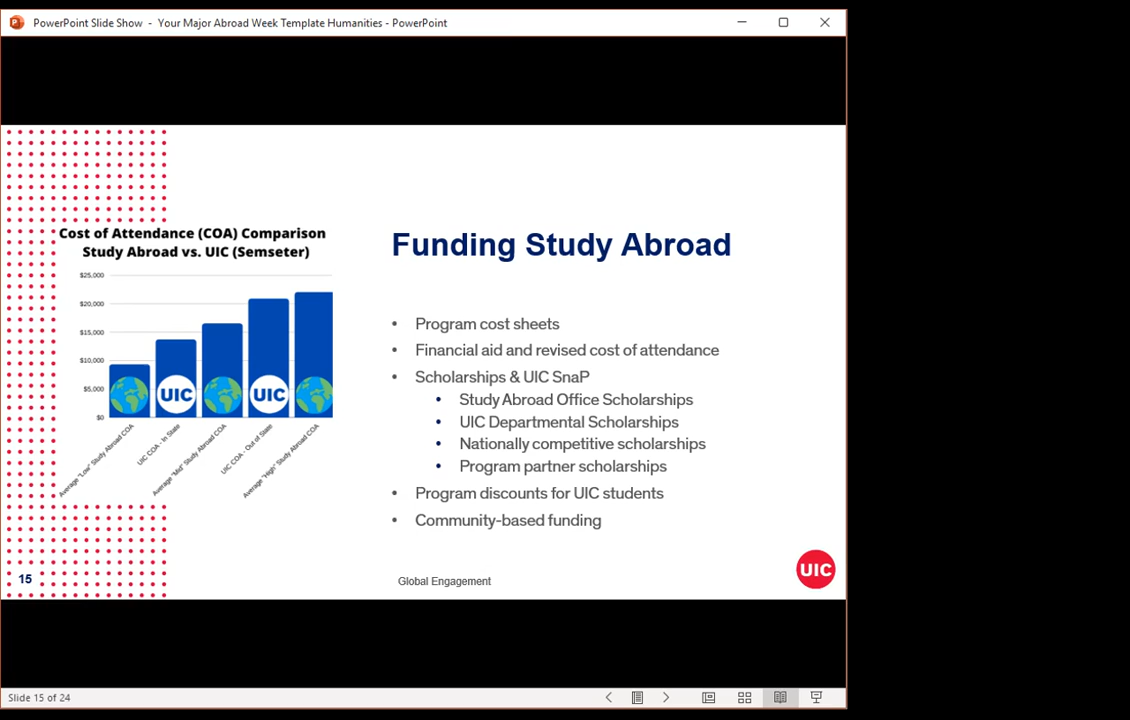 PowerPoint Slide Show - Your Major Abroad Week Template Humanities - PowerPoint
Cost of Attendance (COA) Comparison
Study Abroad vs. UIC (Semseter)
$25,000
$20,000
$15,000
$10,000
$5,000
$0
UIC
UIC
Average "Low" Study Abroad COA
UIC COA - In State
Average "Mid" Study Abroad COA
UIC COA - Out of State
Average "High" Study Abroad COA
Funding Study Abroad
• Program cost sheets
• Financial aid and revised cost of attendance
• Scholarships & UIC SnaP
• Study Abroad Office Scholarships
• UIC Departmental Scholarships
• Nationally competitive scholarships
• Program partner scholarships
• Program discounts for UIC students
• Community-based funding
15
Global Engagement
UIC
Slide 15 of 24